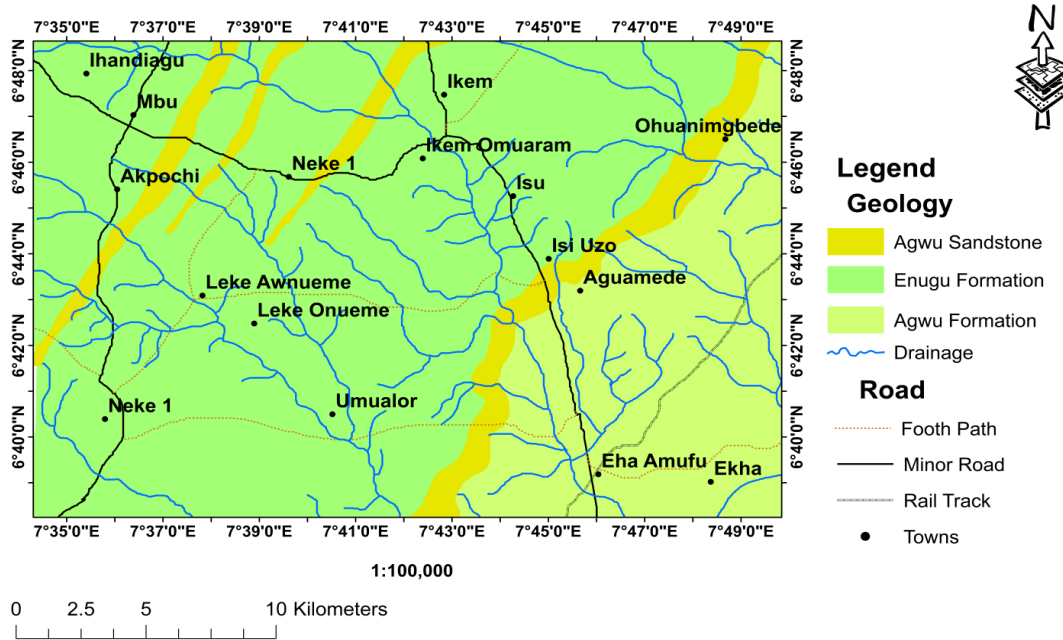 7°35'0"E 7°37'0"E 7°39'0"E 7°41'0"E 7°43'0"E 7°45'0"E 7°47'0"E 7°49'0"E
N
6°48'0"N
6°46'0"N
6°44'0"N
6°42'0"N
6°40'0"N
Ihandiagu
Ikem
Mbu
Ohuanimgbede
Ikem Omuaram
Neke 1
Akpochi
Isu
Isi Uzo
Leke Awnueme
Aguamede
Leke Onueme
Umualor
Neke 1
Eha Amufu
Ekha
6°48'0"N
6°46'0"N
6°44'0"N
6°42'0"N
6°40'0"N
7°35'0"E 7°37'0"E 7°39'0"E 7°41'0"E 7°43'0"E 7°45'0"E 7°47'0"E 7°49'0"E
Legend
Geology
Agwu Sandstone
Enugu Formation
Agwu Formation
Drainage
Road
Footh Path
Minor Road
Rail Track
Towns
1:100,000
0 2.5 5 10 Kilometers